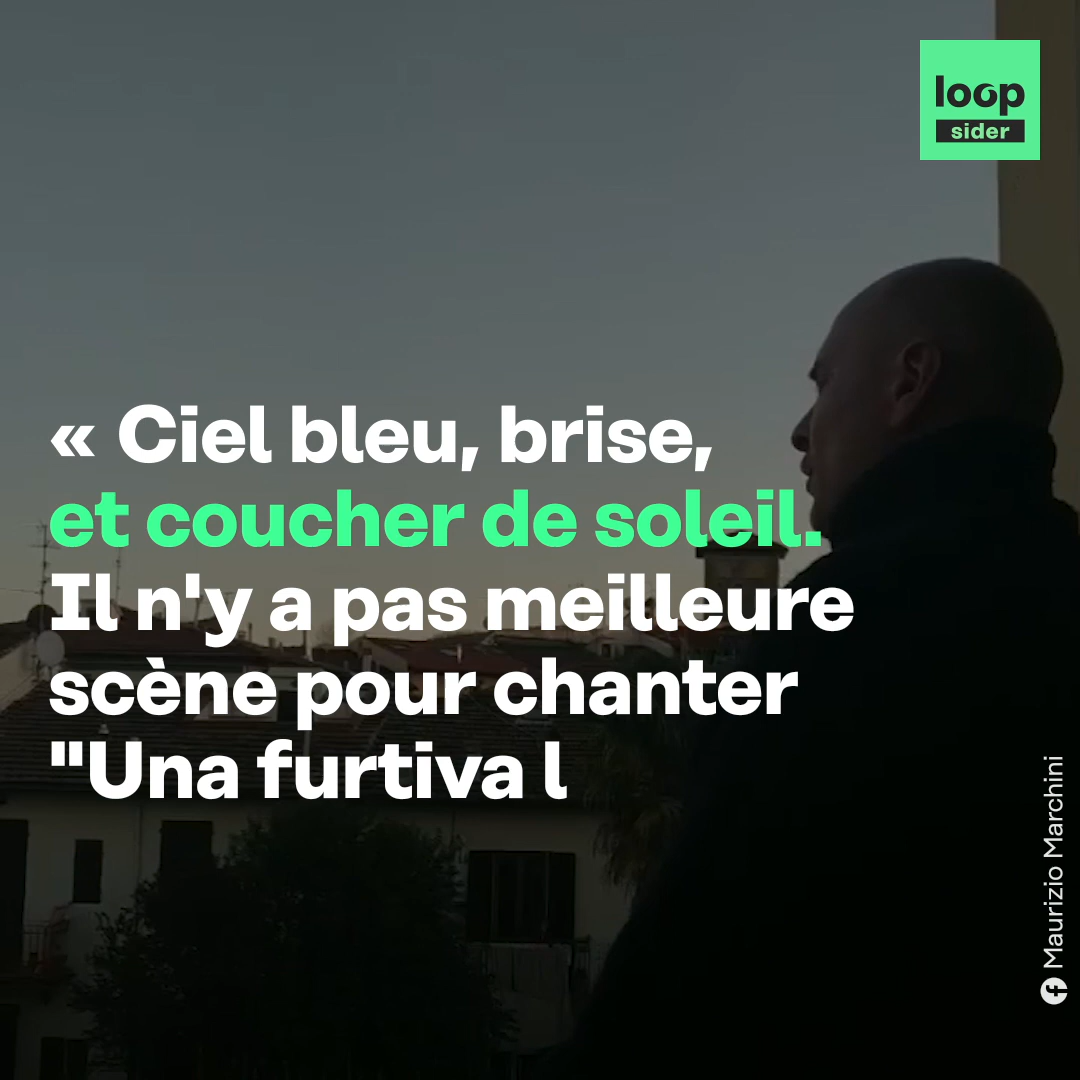 loop
sider
« Ciel bleu, brise,
et coucher de soleil.
Il n'y a pas meilleure
scène pour chanter
"Una furtiva l
Maurizio Marchini